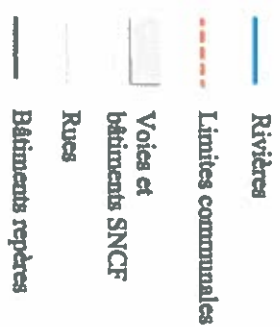 Rivières
Limites communales
Voies et
bâtiments SNCF
Rues
Bâtiments repères